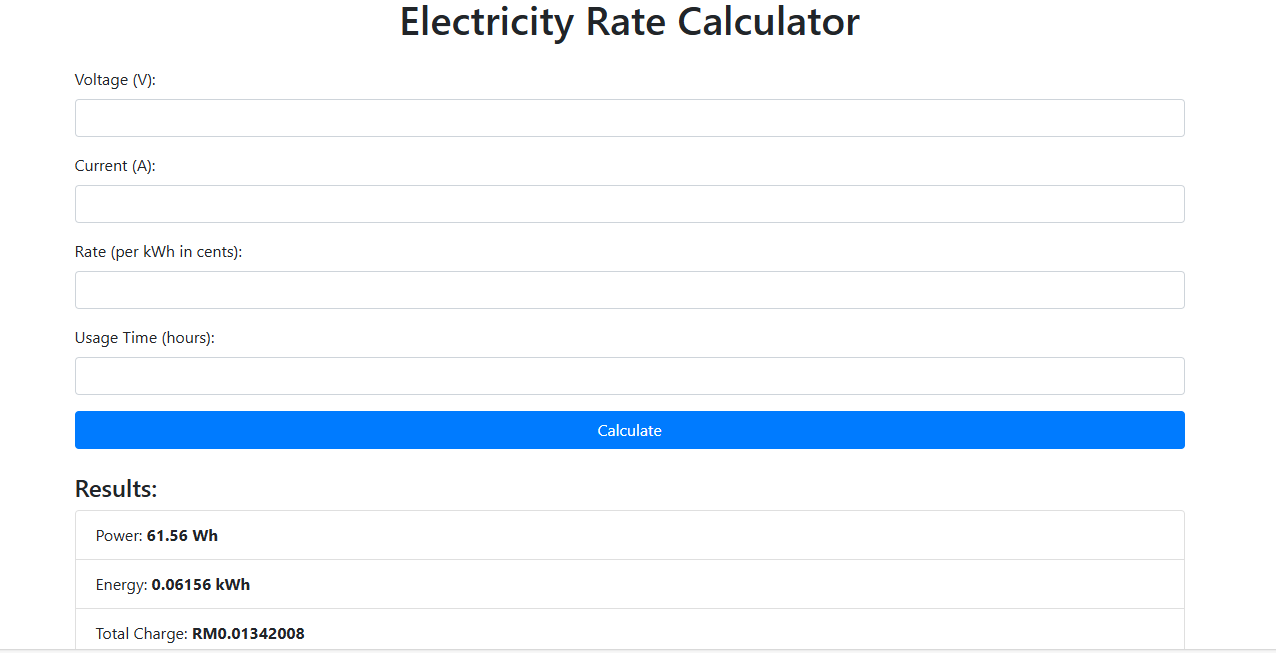 Electricity Rate Calculator
Voltage (V):
Current (A):
Rate (per kWh in cents):
Usage Time (hours):
Calculate
Results:
Power: 61.56 Wh
Energy: 0.06156 kWh
Total Charge: RM0.01342008